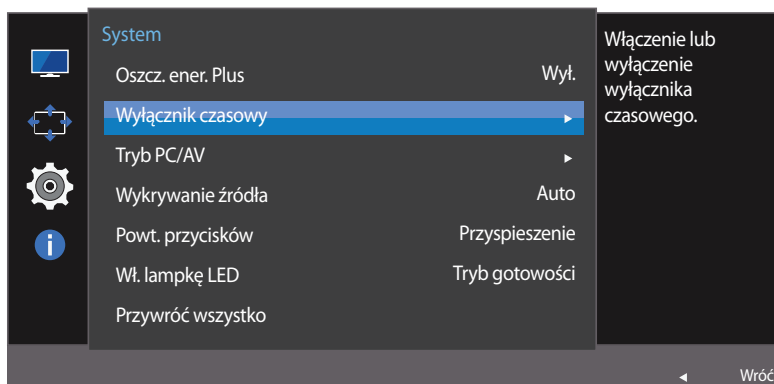 System
Oszcz. ener. Plus Wył.
Wyłącznik czasowy
Tryb PC/AV
Wykrywanie źródła Auto
Powt. przycisków Przyspieszenie
Wł. lampkę LED Tryb gotowości
Przywróć wszystko
Włączenie lub
wyłączenie
wyłącznika
czasowego.
Wróć